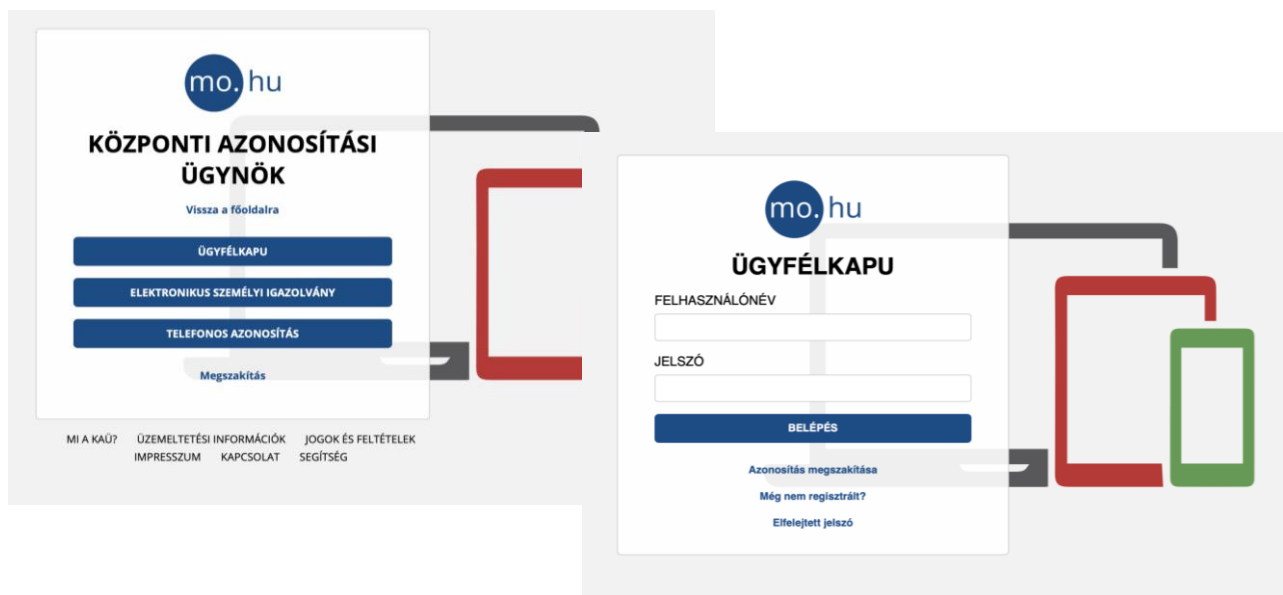 mo.hu
KÖZPONTI AZONOSÍTÁSI
ÜGYNÖK
Vissza a főoldalra
ÜGYFÉLKAPU
ELEKTRONIKUS SZEMÉLYI IGAZOLVÁNY
TELEFONOS AZONOSÍTÁS
Megszakítás
MI A KAÜ? ÜZEMELTETÉSI INFORMÁCIÓK JOGOK ÉS FELTÉTELEK
IMPRESSZUM KAPCSOLAT SEGÍTSÉG
mo.hu
ÜGYFÉLKAPU
FELHASZNÁLÓNÉV
JELSZÓ
BELÉPÉS
Azonosítás megszakítása
Még nem regisztrált?
Elfelejtett jelszó